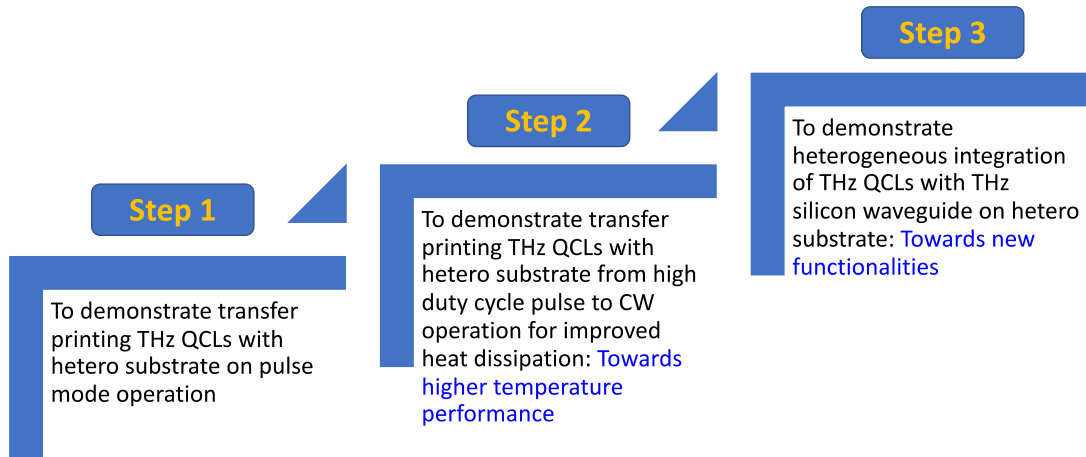 Step 1
To demonstrate transfer
printing THz QCLs with
hetero substrate on pulse
mode operation
Step 2
To demonstrate transfer
printing THz QCLs with
hetero substrate from high
duty cycle pulse to CW
operation for improved
heat dissipation: Towards
higher temperature
performance
Step 3
To demonstrate
heterogeneous integration
of THz QCLs with THz
silicon waveguide on hetero
substrate: Towards new
functionalities